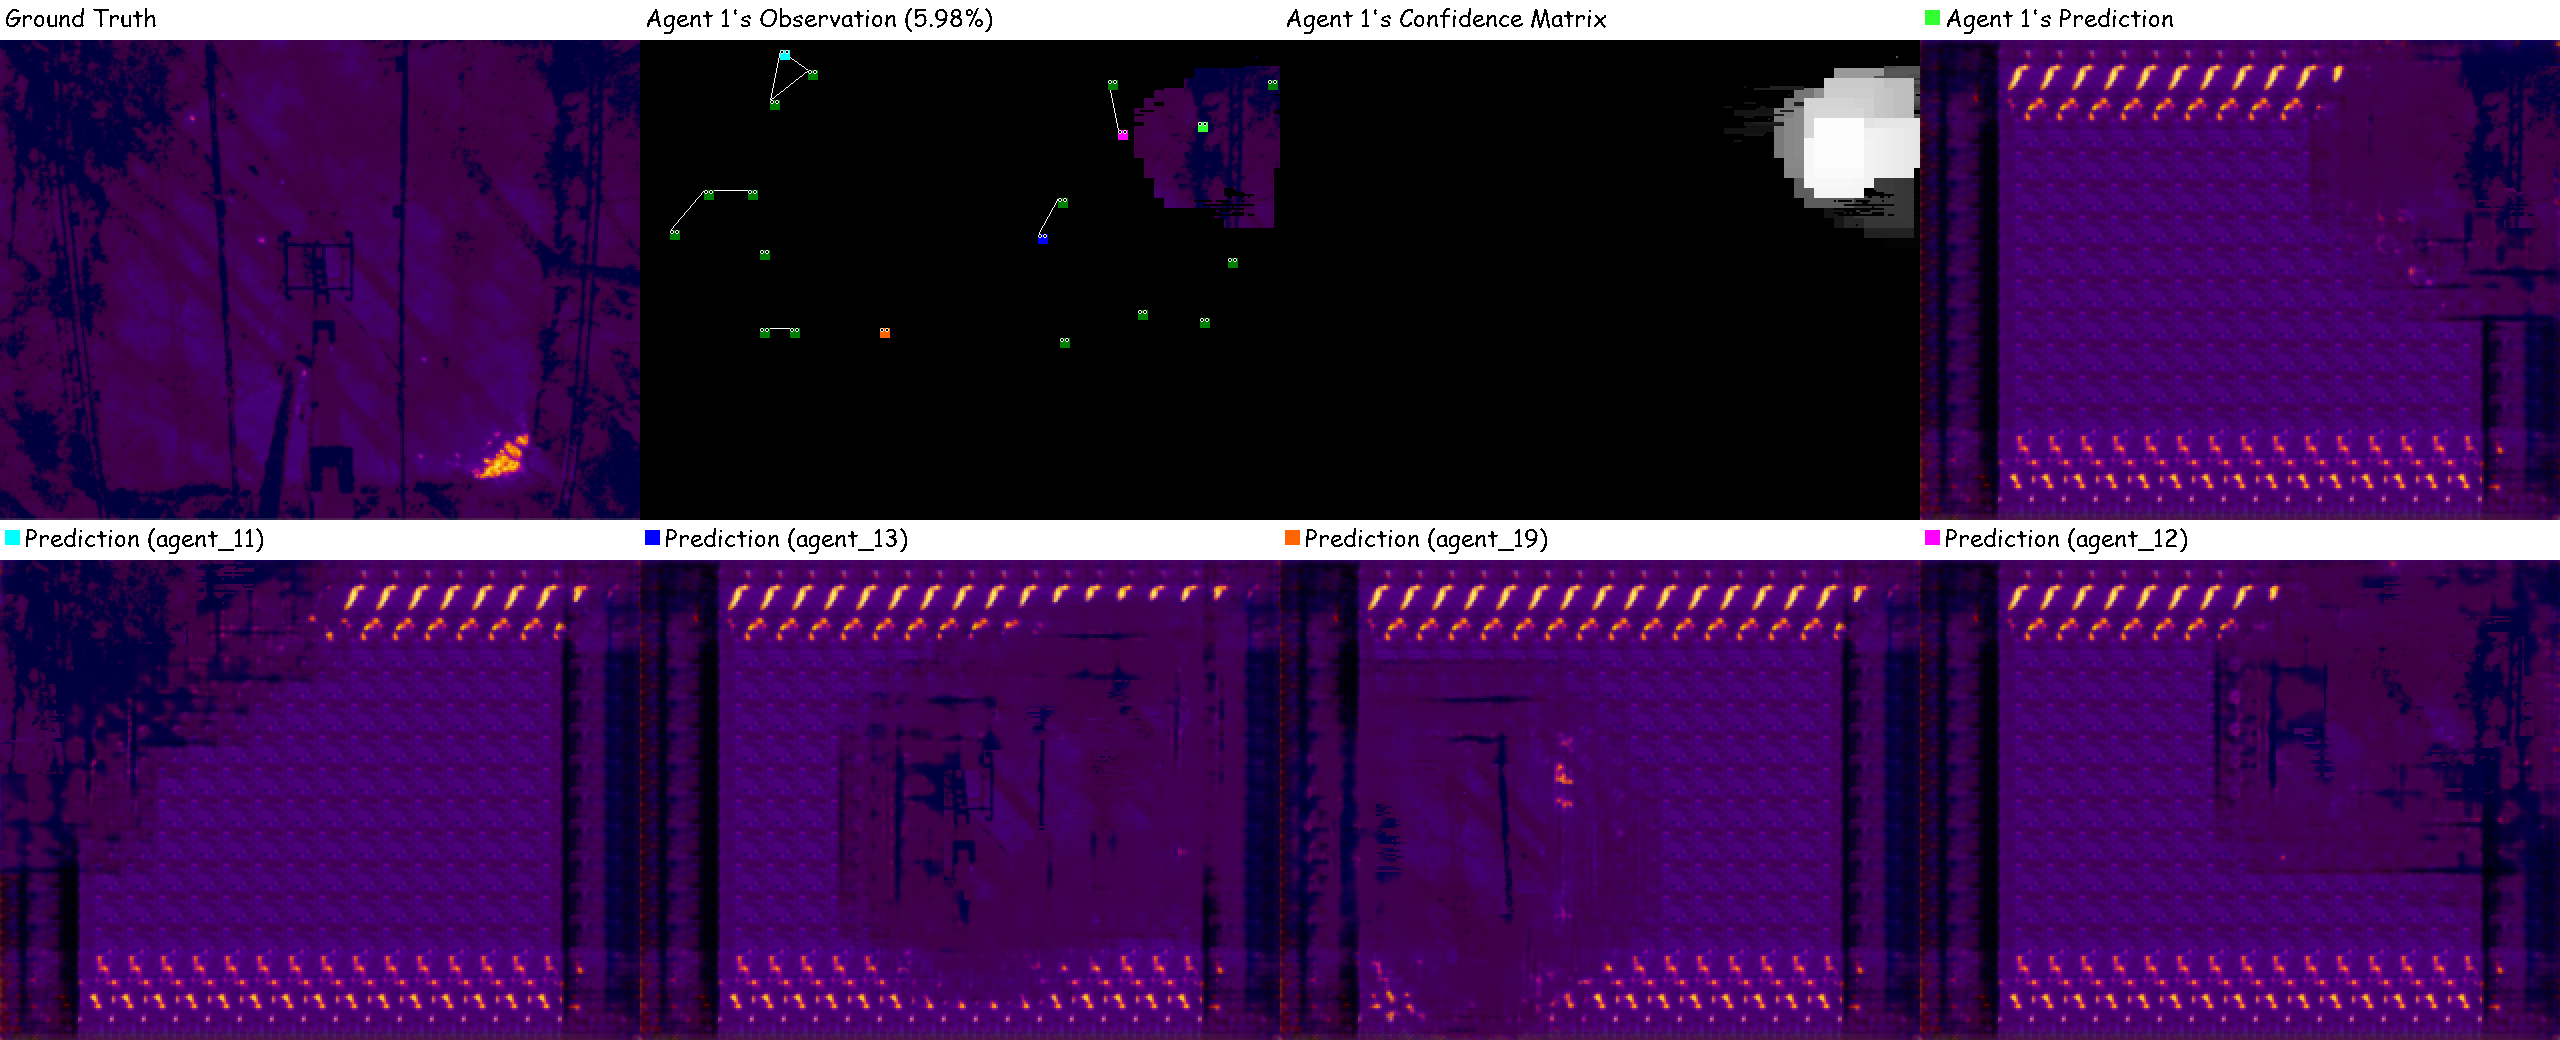 Ground Truth
Agent 1's Observation (5.98%)
Agent 1's Confidence Matrix
Agent 1's Prediction
Prediction (agent_11)
Prediction (agent_13)
Prediction (agent_19)
Prediction (agent_12)